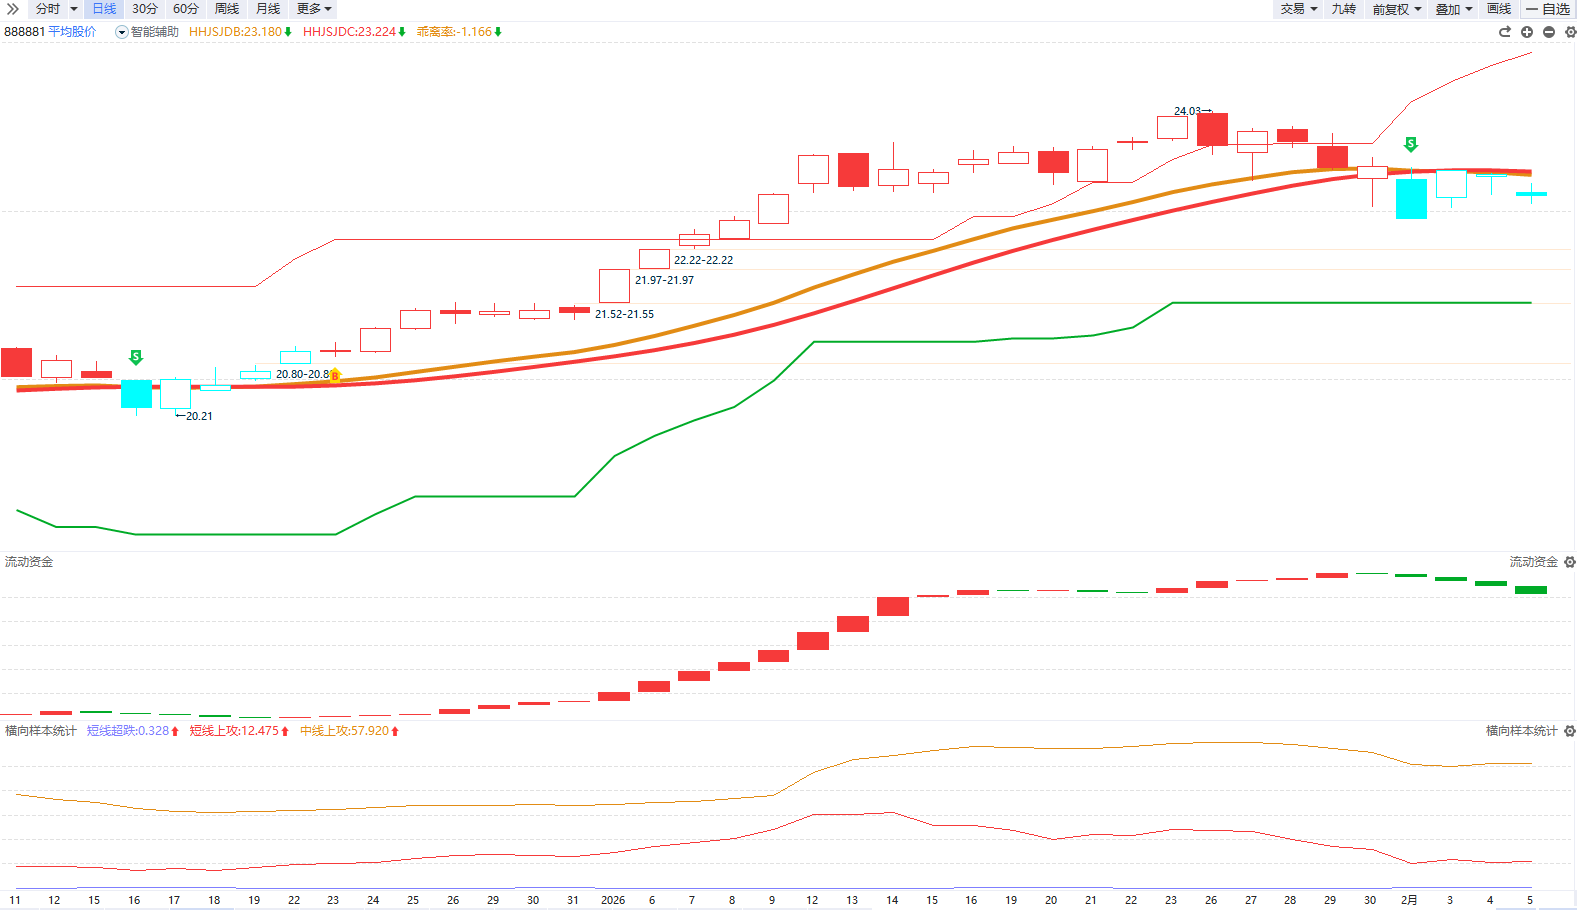 分时 日线 30分 60分 周线 月线 更多 交易 九转 前复权 叠加 画线 一 自选
888881 平均股价 智能辅助 HHJSJDB:23.180 HHJSJDC:23.224 乖离率:-1.166
24.03→
S
S
22.22-22.22
21.97-21.97
21.52-21.55
20.80-20.8
B
←20.21
流动资金 流动资金
横向样本统计 短线超跌:0.328 短线上攻:12.475 中线上攻:57.920 横向样本统计
11 12 15 16 17 18 19 22 23 24 25 26 29 30 31 2026 6 7 8 9 12 13 14 15 16 19 20 21 22 23 26 27 28 29 30 2月 3 4 5